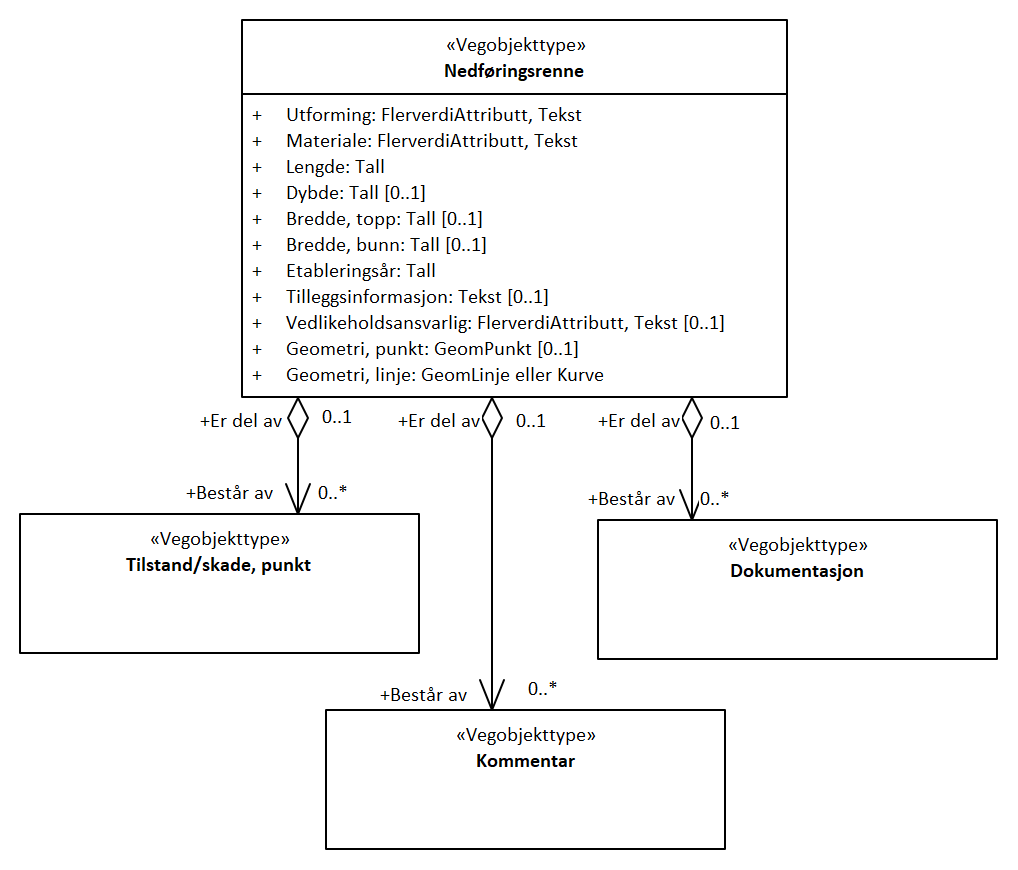 «Vegobjekttype»
Nedføringsrenne
+ Utforming: FlerverdiAttributt, Tekst
+ Materiale: FlerverdiAttributt, Tekst
+ Lengde: Tall
+ Dybde: Tall [0..1]
+ Bredde, topp: Tall [0..1]
+ Bredde, bunn: Tall [0..1]
+ Etableringsår: Tall
+ Tilleggsinformasjon: Tekst [0..1]
+ Vedlikeholdsansvarlig: FlerverdiAttributt, Tekst [0..1]
+ Geometri, punkt: GeomPunkt [0..1]
+ Geometri, linje: GeomLinje eller Kurve
+Er del av 0..1 +Er del av 0..1 +Er del av 0..1
+Består av 0..* +Består av 0..*
«Vegobjekttype»
Tilstand/skade, punkt
«Vegobjekttype»
Dokumentasjon
+Består av 0..*
«Vegobjekttype»
Kommentar